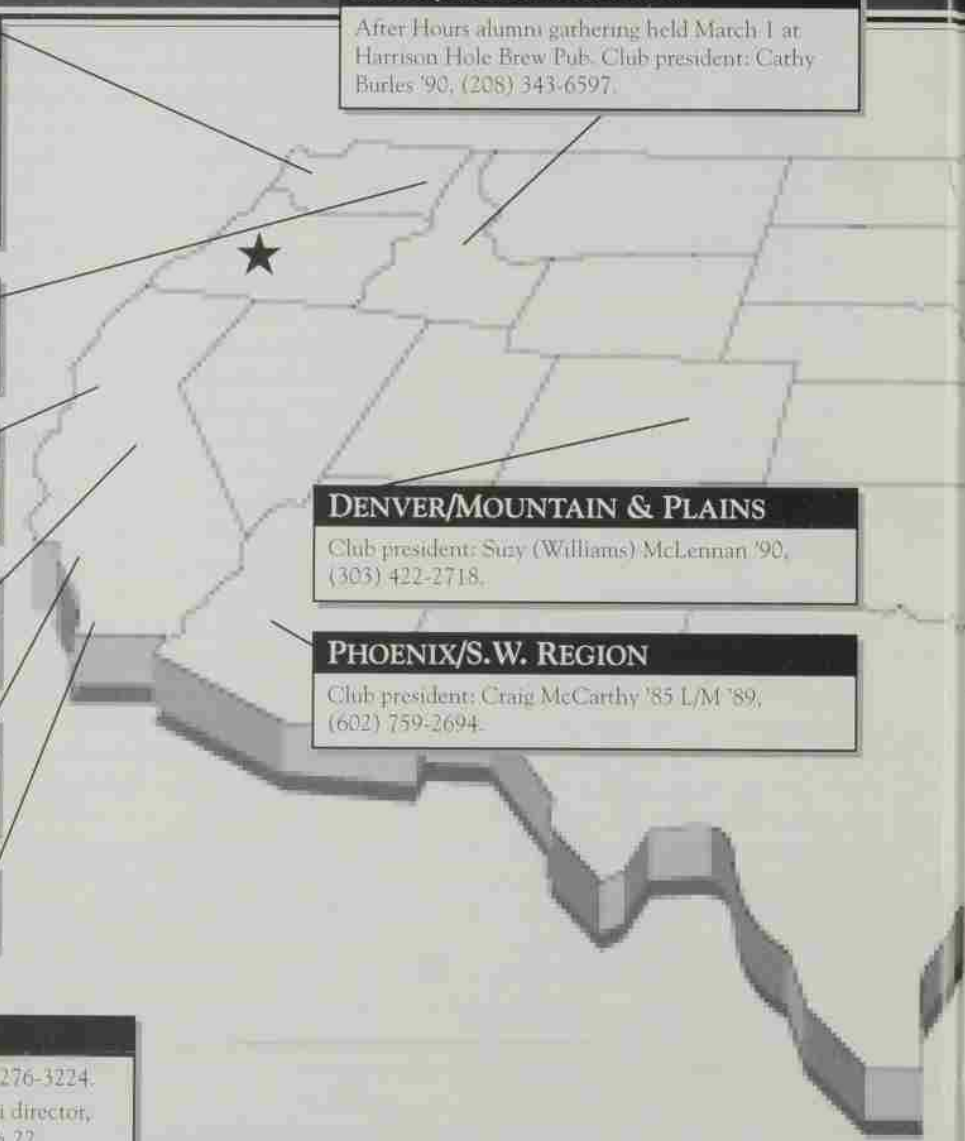 After Hours alumni gathering held March 1 at
Harrison Hole Brew Pub. Club president: Cathy
Burles '90, (208) 343-6597.
DENVER/MOUNTAIN & PLAINS
Club president: Suzy (Williams) McLennan '90,
(303) 422-2718.
PHOENIX/S.W. REGION
Club president: Craig McCarthy '85 L/M '89,
(602) 759-2694.
276-3224.
director,
22